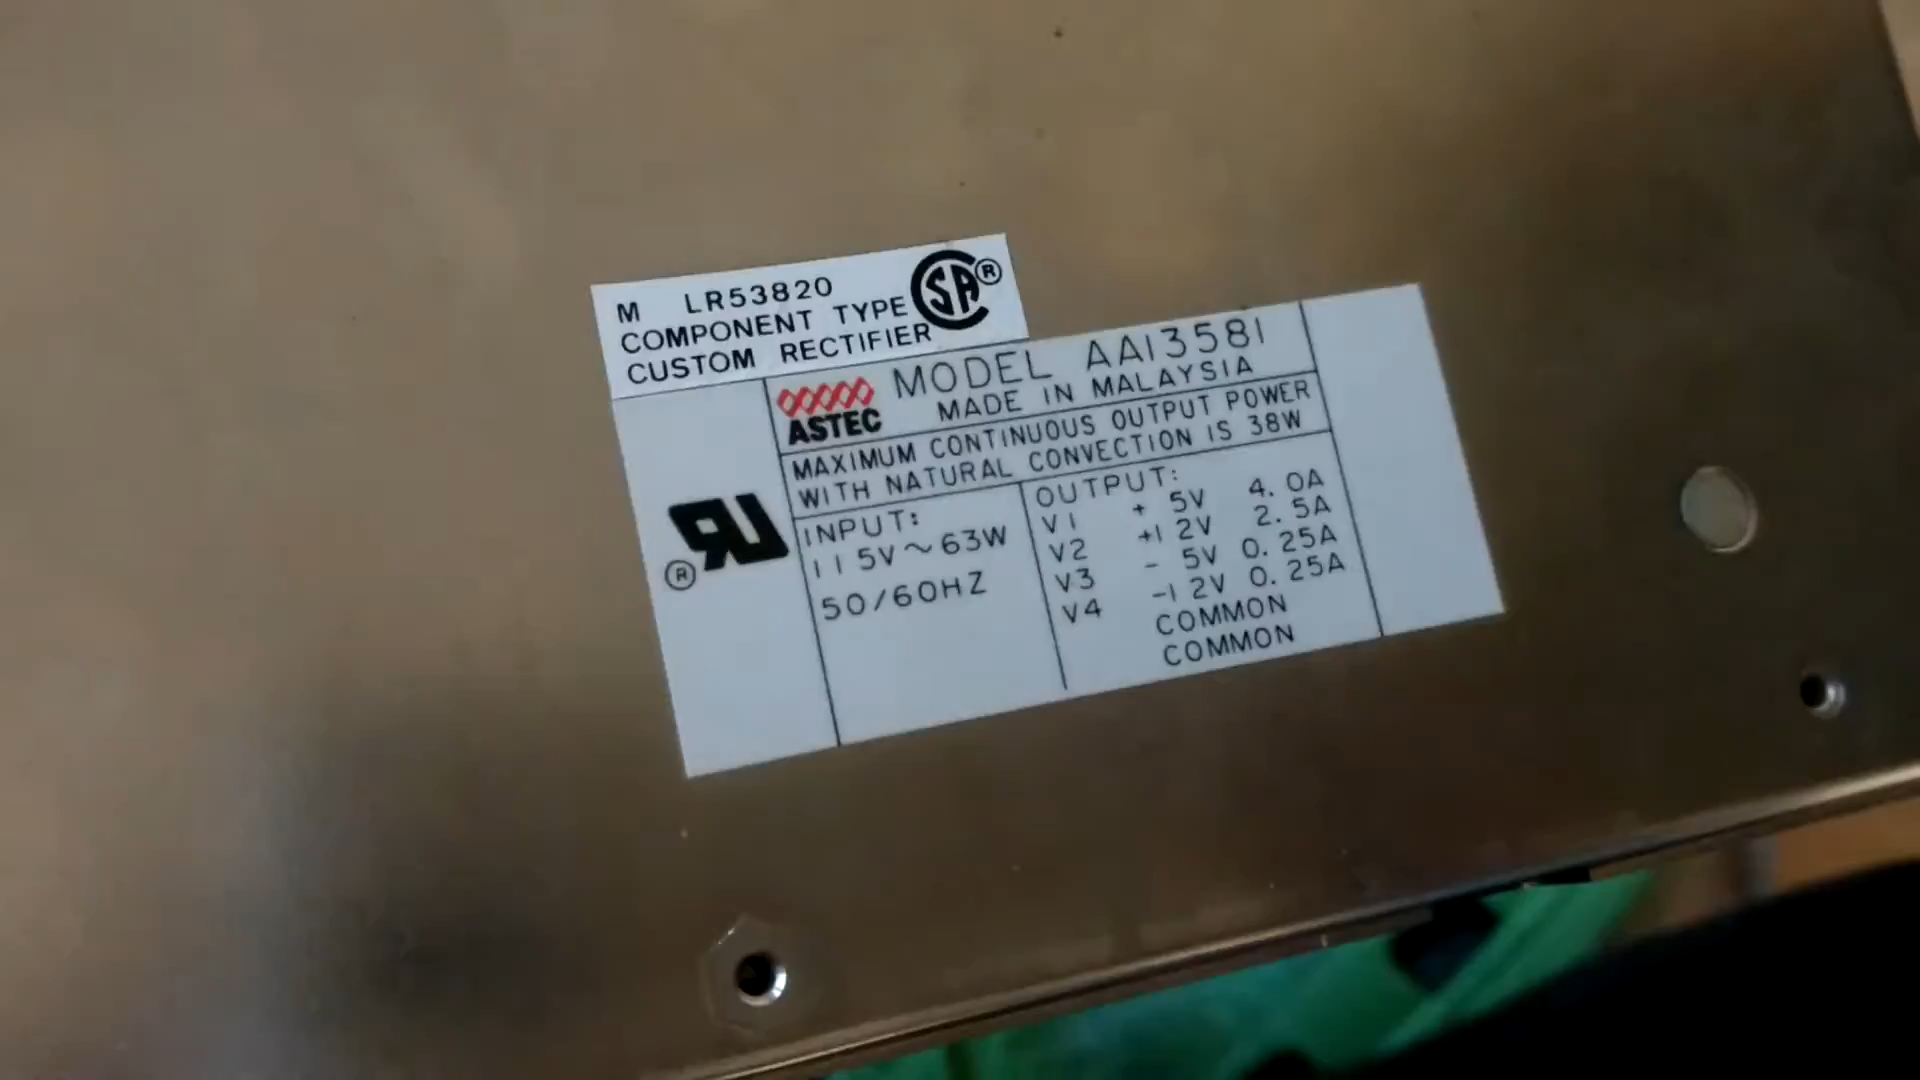 M LR53820
COMPONENT TYPE
CUSTOM RECTIFIER
SA ®
ASTEC
MODEL AA13581
MADE IN MALAYSIA
MAXIMUM CONTINUOUS OUTPUT POWER
WITH NATURAL CONVECTION IS 38W
INPUT:
115V~63W
50/60HZ
OUTPUT:
V1 + 5V 4.0A
V2 +12V 2.5A
V3 - 5V 0.25A
V4 -12V 0.25A
COMMON
COMMON
RU ®